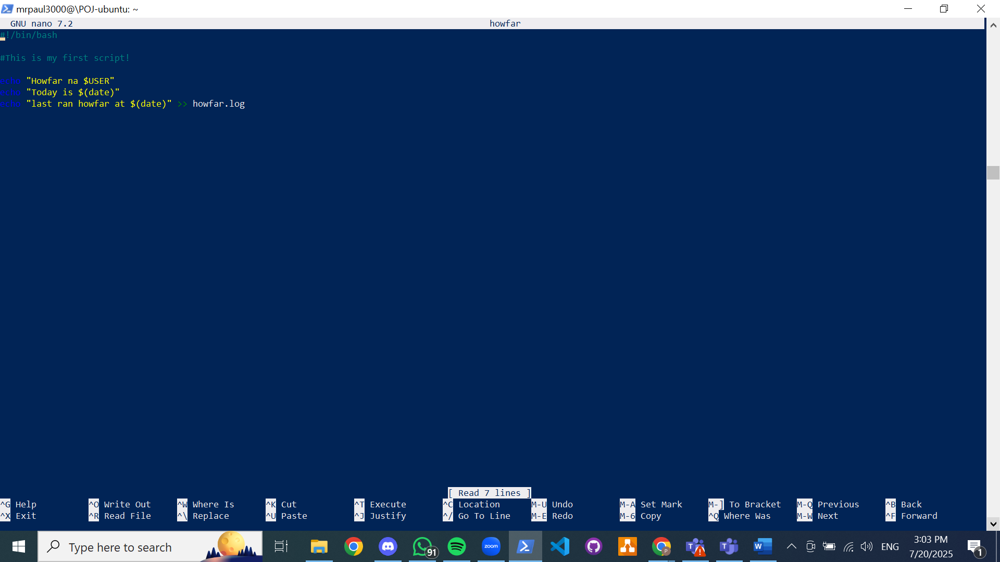 mrpaul3000@\POJ-ubuntu: ~
GNU nano 7.2 howfar
#!/bin/bash
#This is my first script!
echo "Howfar na $USER"
echo "Today is $(date)"
echo "last ran howfar at $(date)" >> howfar.log
[ Read 7 lines ]
^G Help ^O Write Out ^W Where Is ^K Cut ^T Execute ^C Location M-U Undo M-A Set Mark M-] To Bracket M-Q Previous ^B Back
^X Exit ^R Read File ^\ Replace ^U Paste ^J Justify ^/ Go To Line M-E Redo M-6 Copy ^Q Where Was M-W Next ^F Forward
Type here to search
91
zoom
P
T
T
W
ENG
3:03 PM
7/20/2025
1